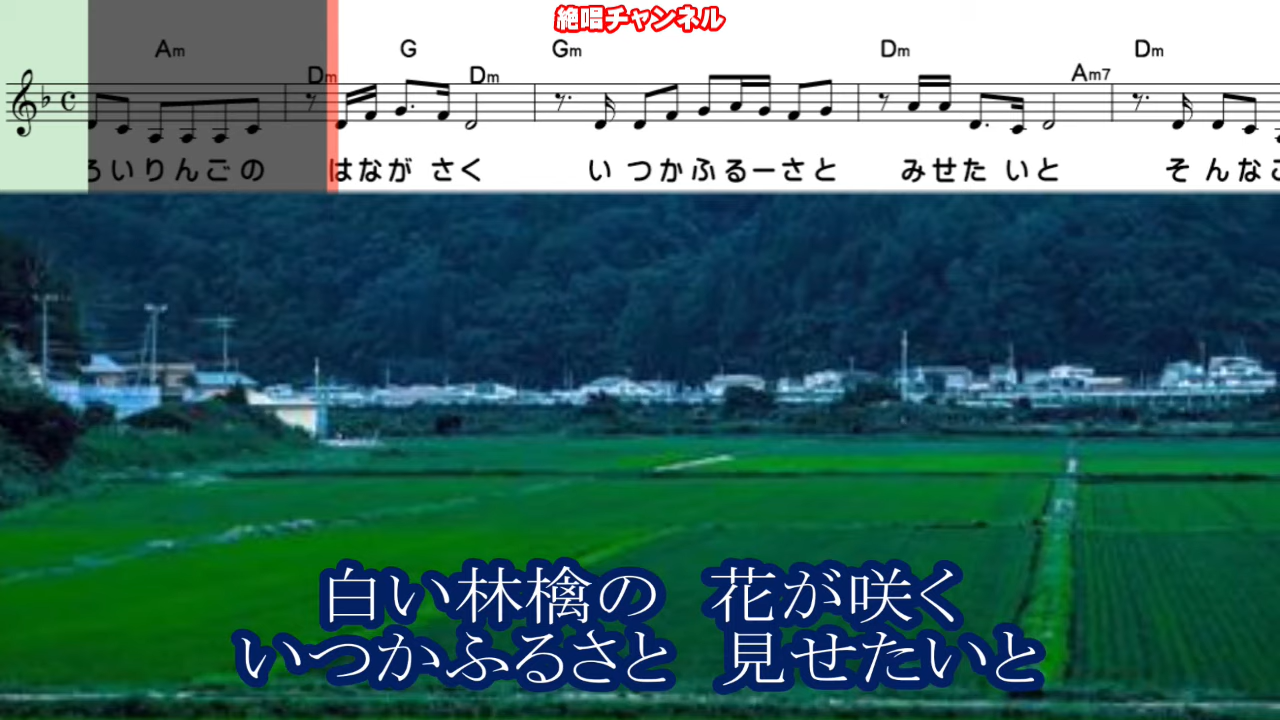 絶唱チャンネル
Am G Gm Dm Dm
Dm Dm Am7
ろいりんごの はなが さく い つかふるーさと みせた いと そ んなこ
白い林檎の 花が咲く
いつかふるさと 見せたいと